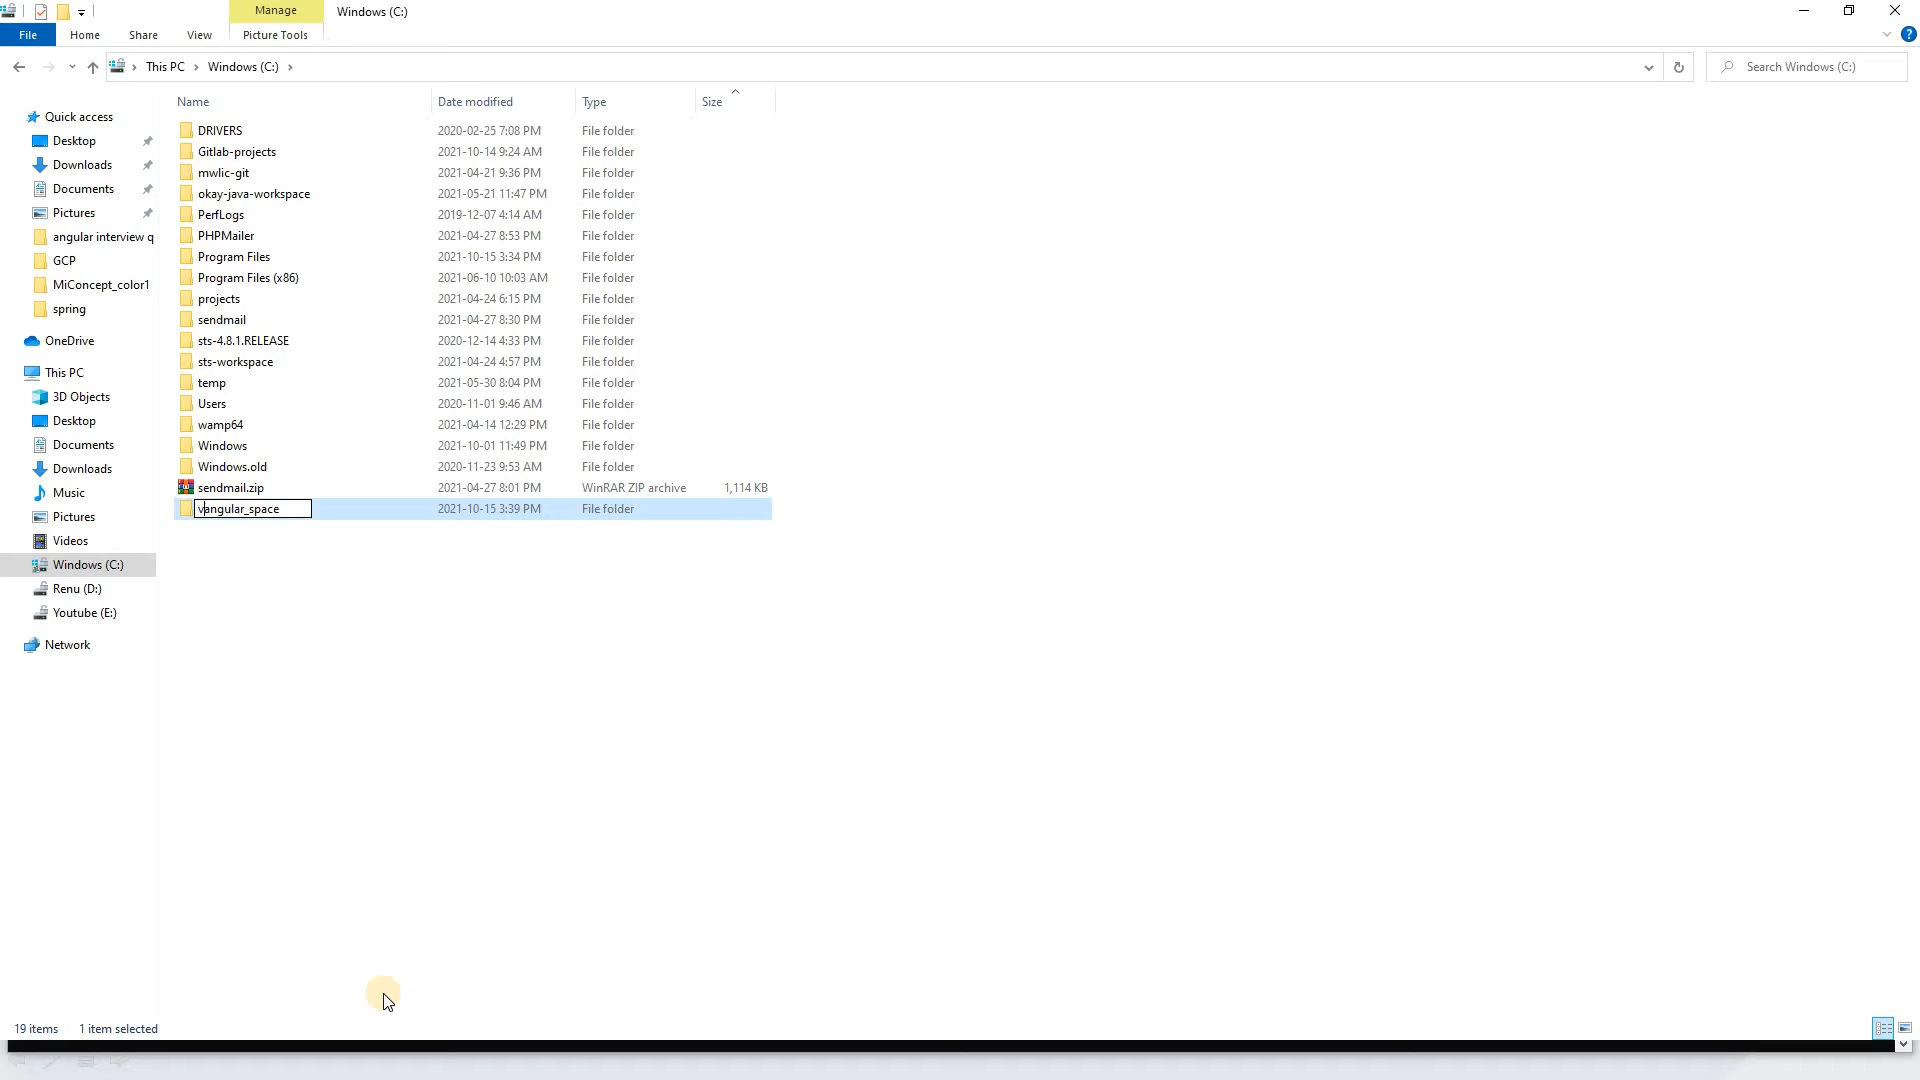 Manage
Windows (C:)
File
Home
Share
View
Picture Tools
?
This PC
Windows (C:)
Search Windows (C:)
Name
Date modified
Type
Size
Quick access
Desktop
Downloads
Documents
Pictures
angular interview q
GCP
MiConcept_color1
spring
OneDrive
This PC
3D Objects
Desktop
Documents
Downloads
Music
Pictures
Videos
Windows (C:)
Renu (D:)
Youtube (E:)
Network
DRIVERS 2020-02-25 7:08 PM File folder
Gitlab-projects 2021-10-14 9:24 AM File folder
mwlic-git 2021-04-21 9:36 PM File folder
okay-java-workspace 2021-05-21 11:47 PM File folder
PerfLogs 2019-12-07 4:14 AM File folder
PHPMailer 2021-04-27 8:53 PM File folder
Program Files 2021-10-15 3:34 PM File folder
Program Files (x86) 2021-06-10 10:03 AM File folder
projects 2021-04-24 6:15 PM File folder
sendmail 2021-04-27 8:30 PM File folder
sts-4.8.1.RELEASE 2020-12-14 4:33 PM File folder
sts-workspace 2021-04-24 4:57 PM File folder
temp 2021-05-30 8:04 PM File folder
Users 2020-11-01 9:46 AM File folder
wamp64 2021-04-14 12:29 PM File folder
Windows 2021-10-01 11:49 PM File folder
Windows.old 2020-11-23 9:53 AM File folder
sendmail.zip 2021-04-27 8:01 PM WinRAR ZIP archive 1,114 KB
vangular_space 2021-10-15 3:39 PM File folder
19 items
1 item selected